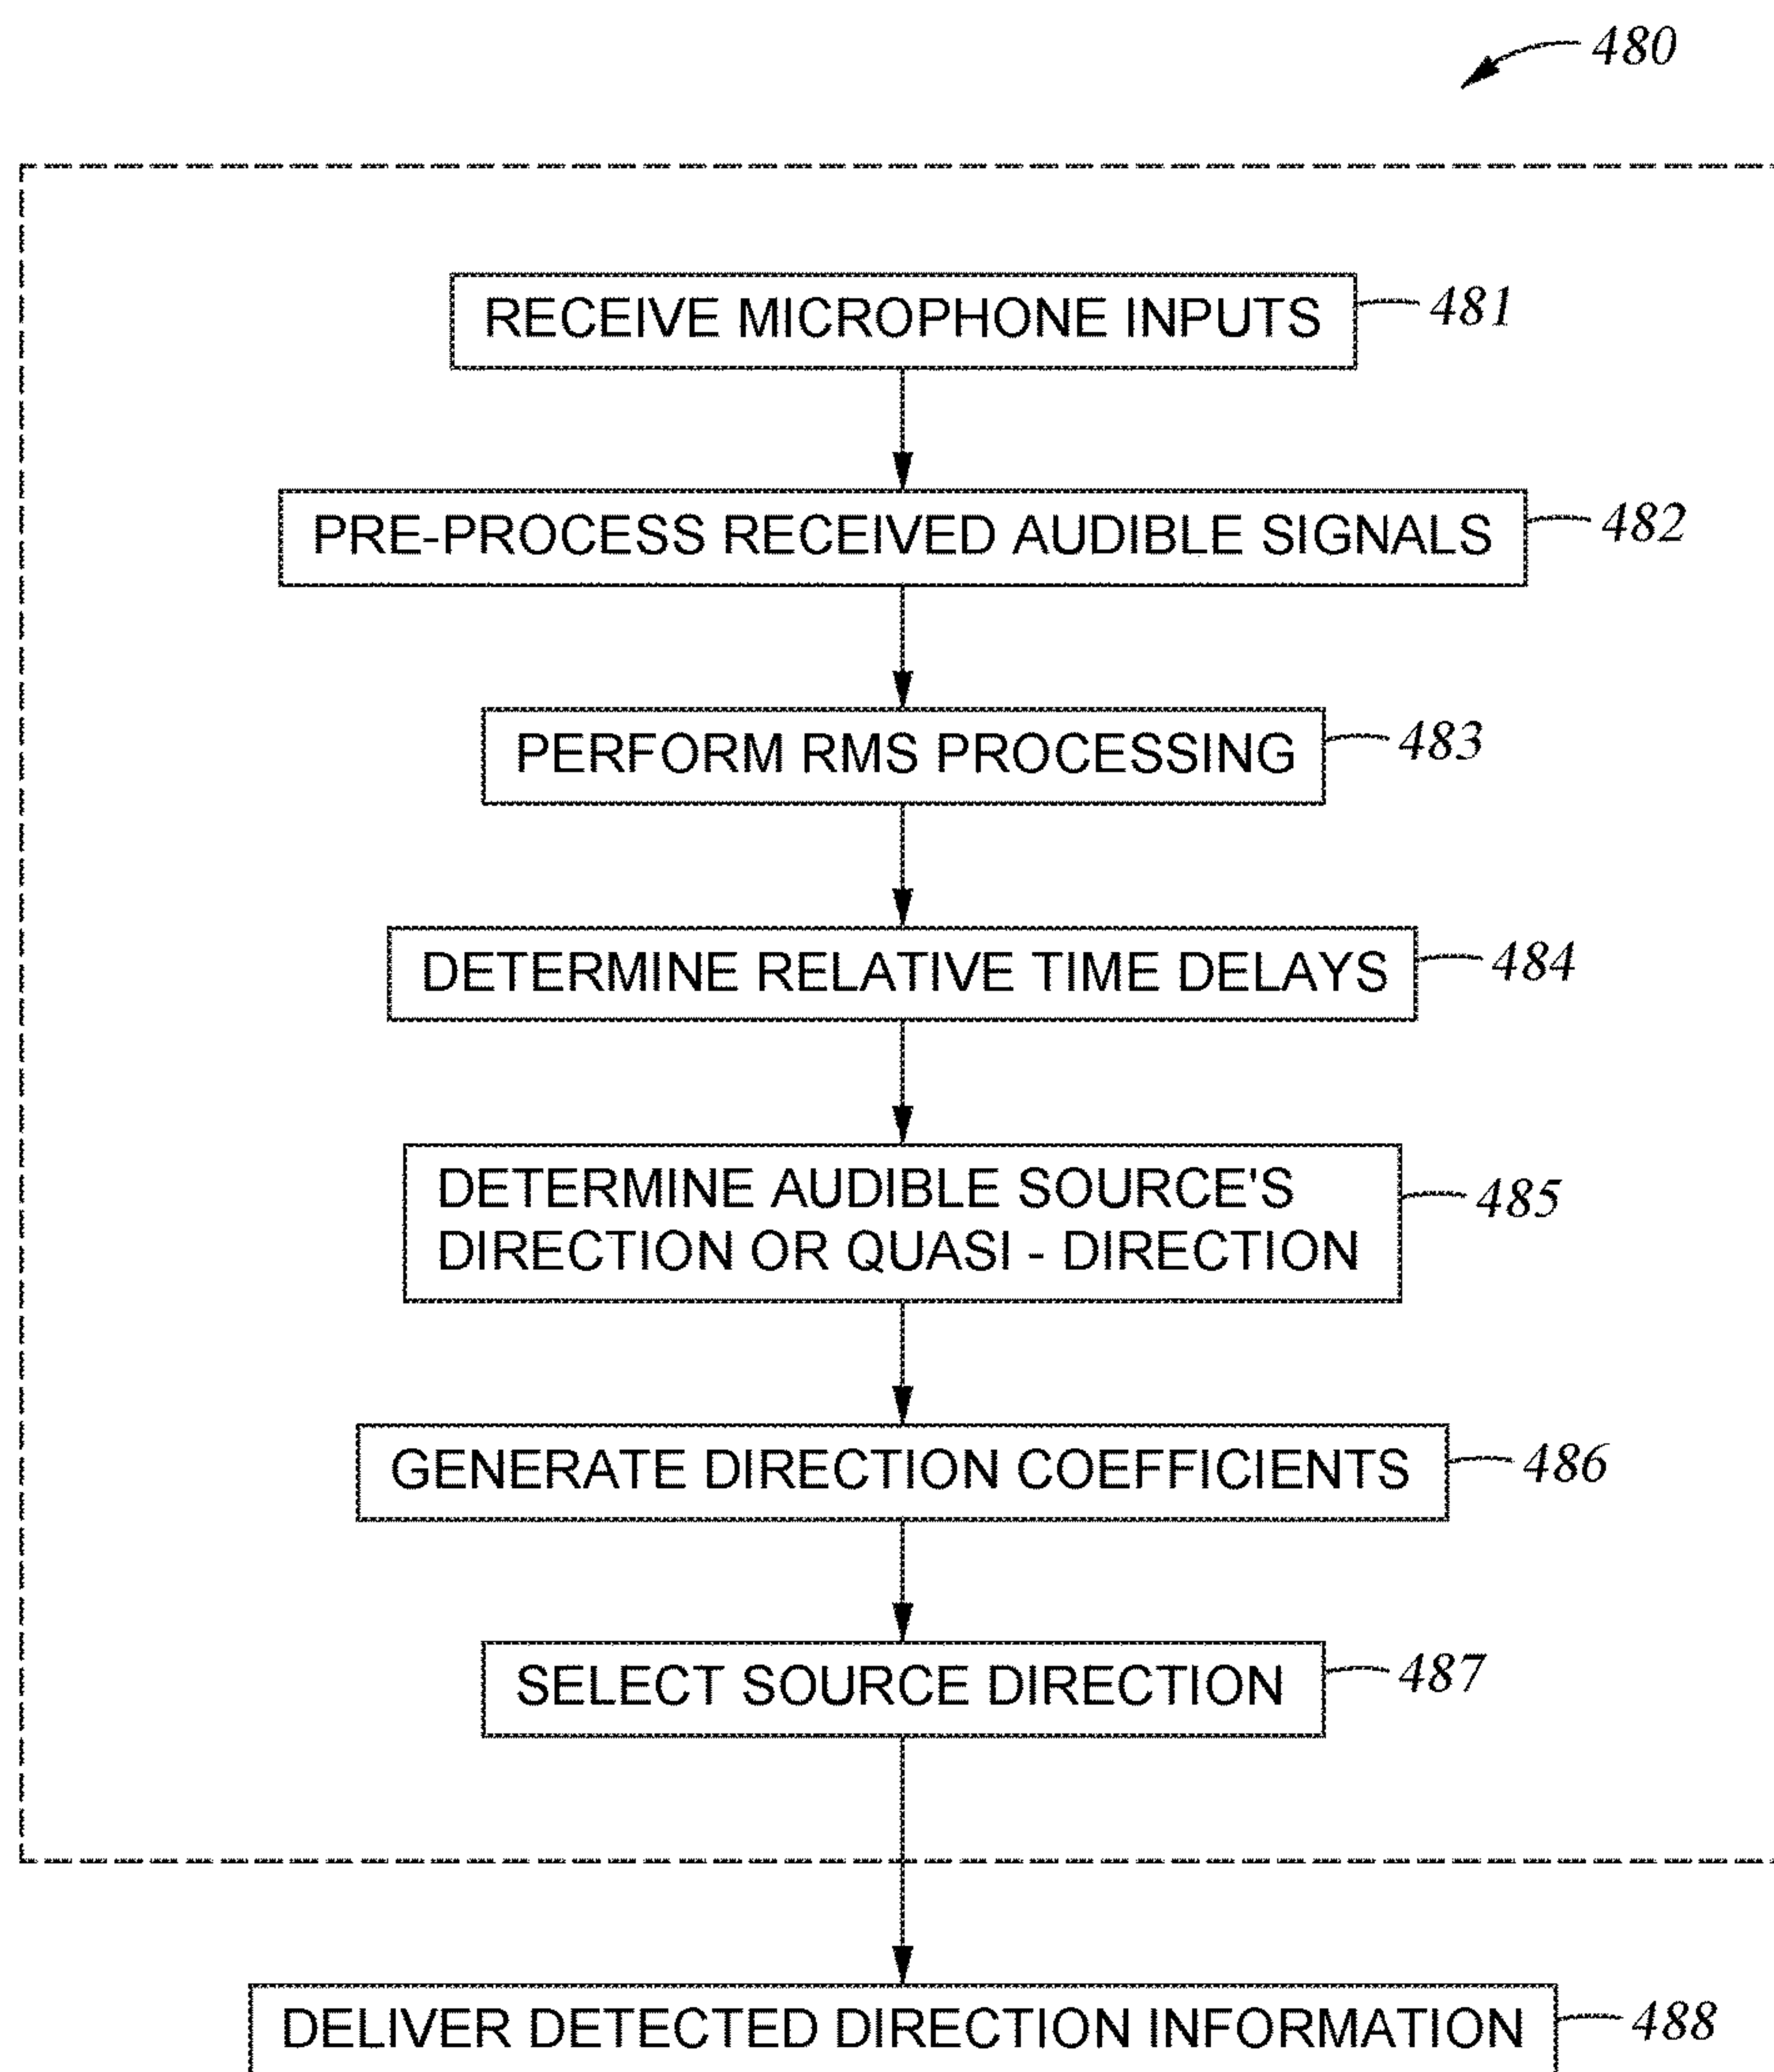 480
RECEIVE MICROPHONE INPUTS
481
PRE-PROCESS RECEIVED AUDIBLE SIGNALS
482
PERFORM RMS PROCESSING
483
DETERMINE RELATIVE TIME DELAYS
484
DETERMINE AUDIBLE SOURCE'S
DIRECTION OR QUASI - DIRECTION
485
GENERATE DIRECTION COEFFICIENTS
486
SELECT SOURCE DIRECTION
487
DELIVER DETECTED DIRECTION INFORMATION
488